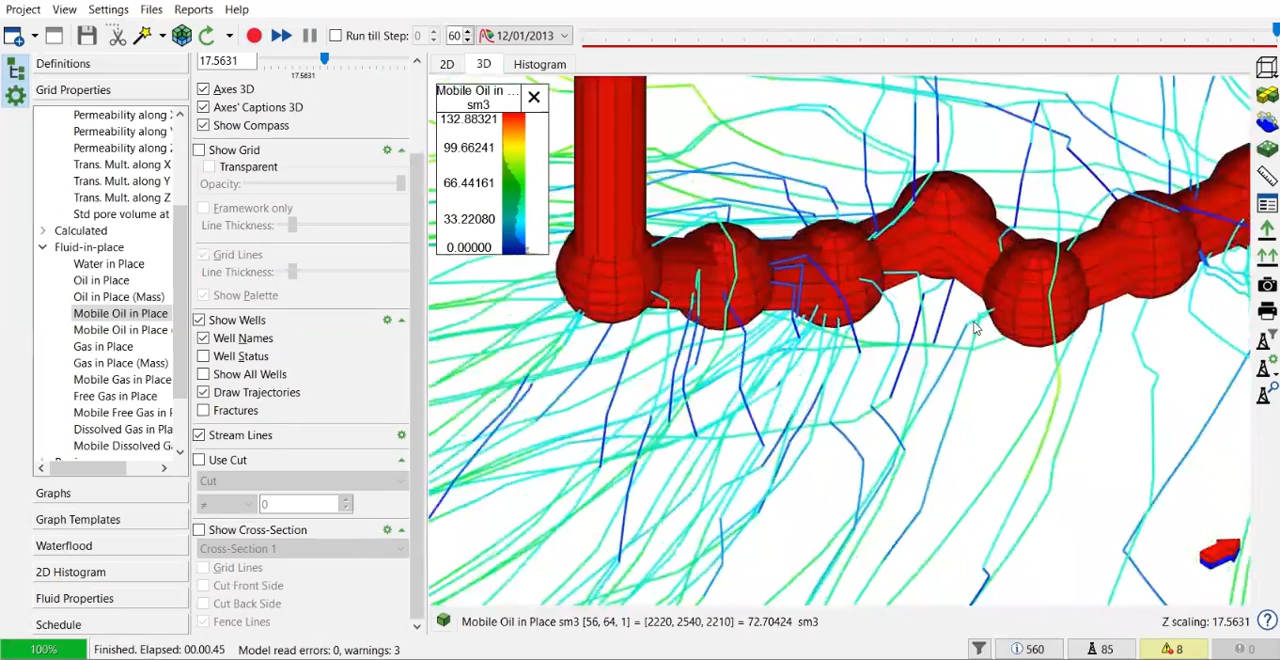 Project View Settings Files Reports Help
Run till Step: 0 60 12/01/2013
Definitions
Grid Properties
Permeability along
Permeability along
Permeability along
Trans. Mult. along X
Trans. Mult. along Y
Trans. Mult. along Z
Std pore volume at
Calculated
Fluid-in-place
Water in Place
Oil in Place
Oil in Place (Mass)
Mobile Oil in Place
Mobile Oil in Place
Gas in Place
Gas in Place (Mass)
Mobile Gas in Place
Free Gas in Place
Mobile Free Gas in
Dissolved Gas in Pla
Mobile Dissolved G
Graphs
Graph Templates
Waterflood
2D Histogram
Fluid Properties
Schedule
17.5631
17.5631
Axes 3D
Axes' Captions 3D
Show Compass
Show Grid
Transparent
Opacity:
Framework only
Line Thickness:
Grid Lines
Line Thickness:
Show Palette
Show Wells
Well Names
Well Status
Show All Wells
Draw Trajectories
Fractures
Stream Lines
Use Cut
Cut
≠ 0
Show Cross-Section
Cross-Section 1
Grid Lines
Cut Front Side
Cut Back Side
Fence Lines
2D 3D Histogram
Mobile Oil in ...
sm3
132.88321
99.66241
66.44161
33.22080
0.00000
Mobile Oil in Place sm3 [56, 64, 1] = [2220, 2540, 2210] = 72.70424 sm3
Z scaling: 17.5631
100% Finished. Elapsed: 00.00.45 Model read errors: 0, warnings: 3
560 85 8 0